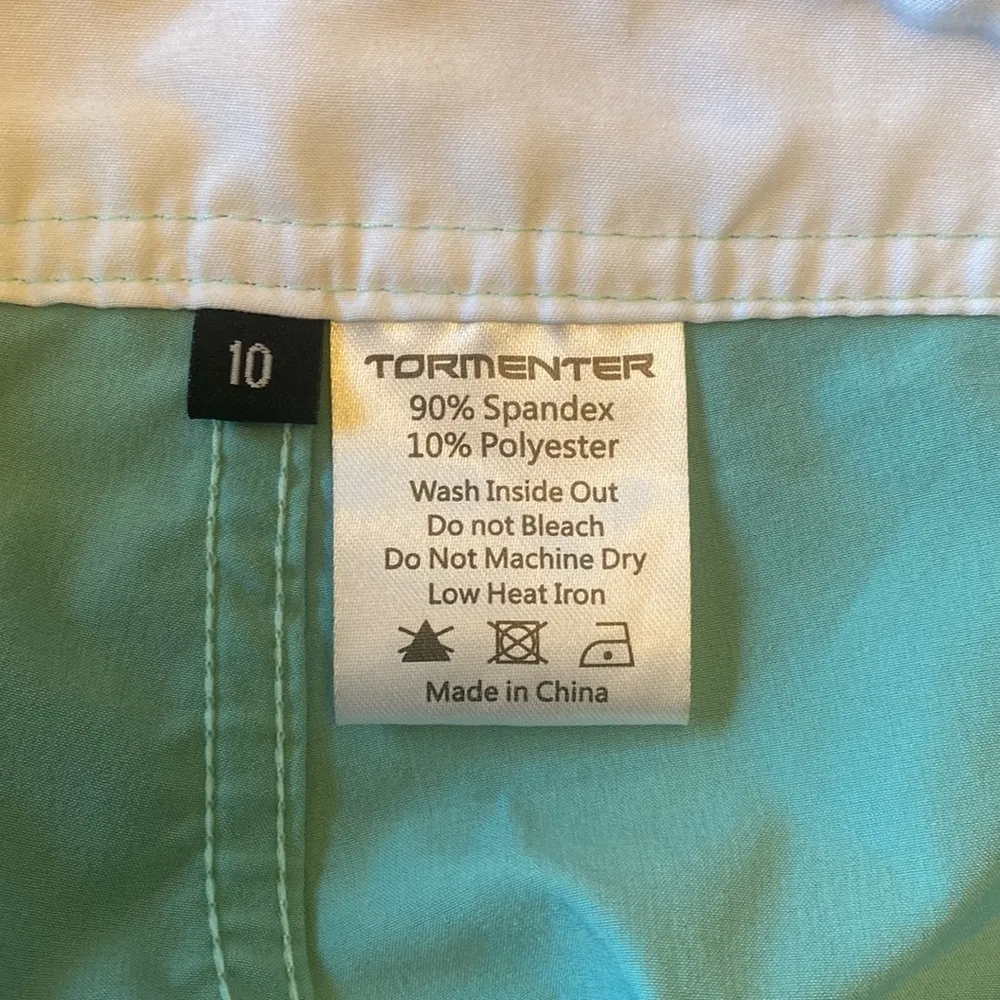 10
TORMENTER
90% Spandex
10% Polyester
Wash Inside Out
Do not Bleach
Do Not Machine Dry
Low Heat Iron
Made in China